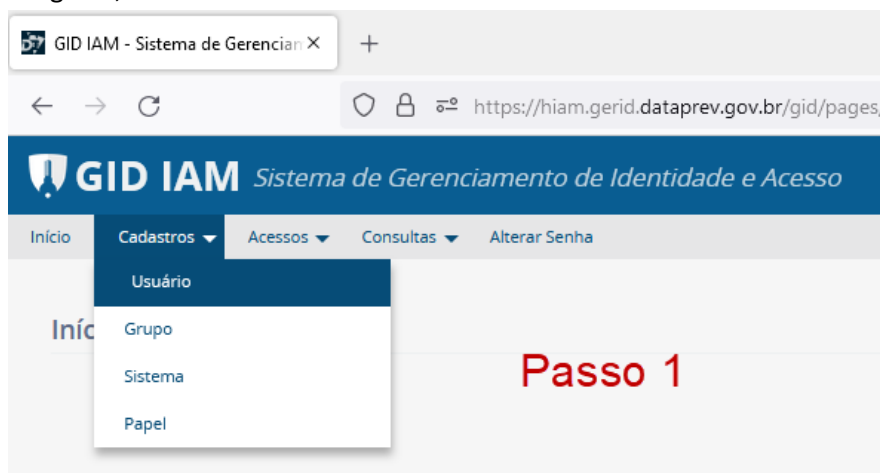 GID IAM - Sistema de Gerencian
https://hiam.gerid.dataprev.gov.br/gid/pages/
GID IAM Sistema de Gerenciamento de Identidade e Acesso
Início Cadastros Acessos Consultas Alterar Senha
Usuário
Iníc
Grupo
Passo 1
Sistema
Papel